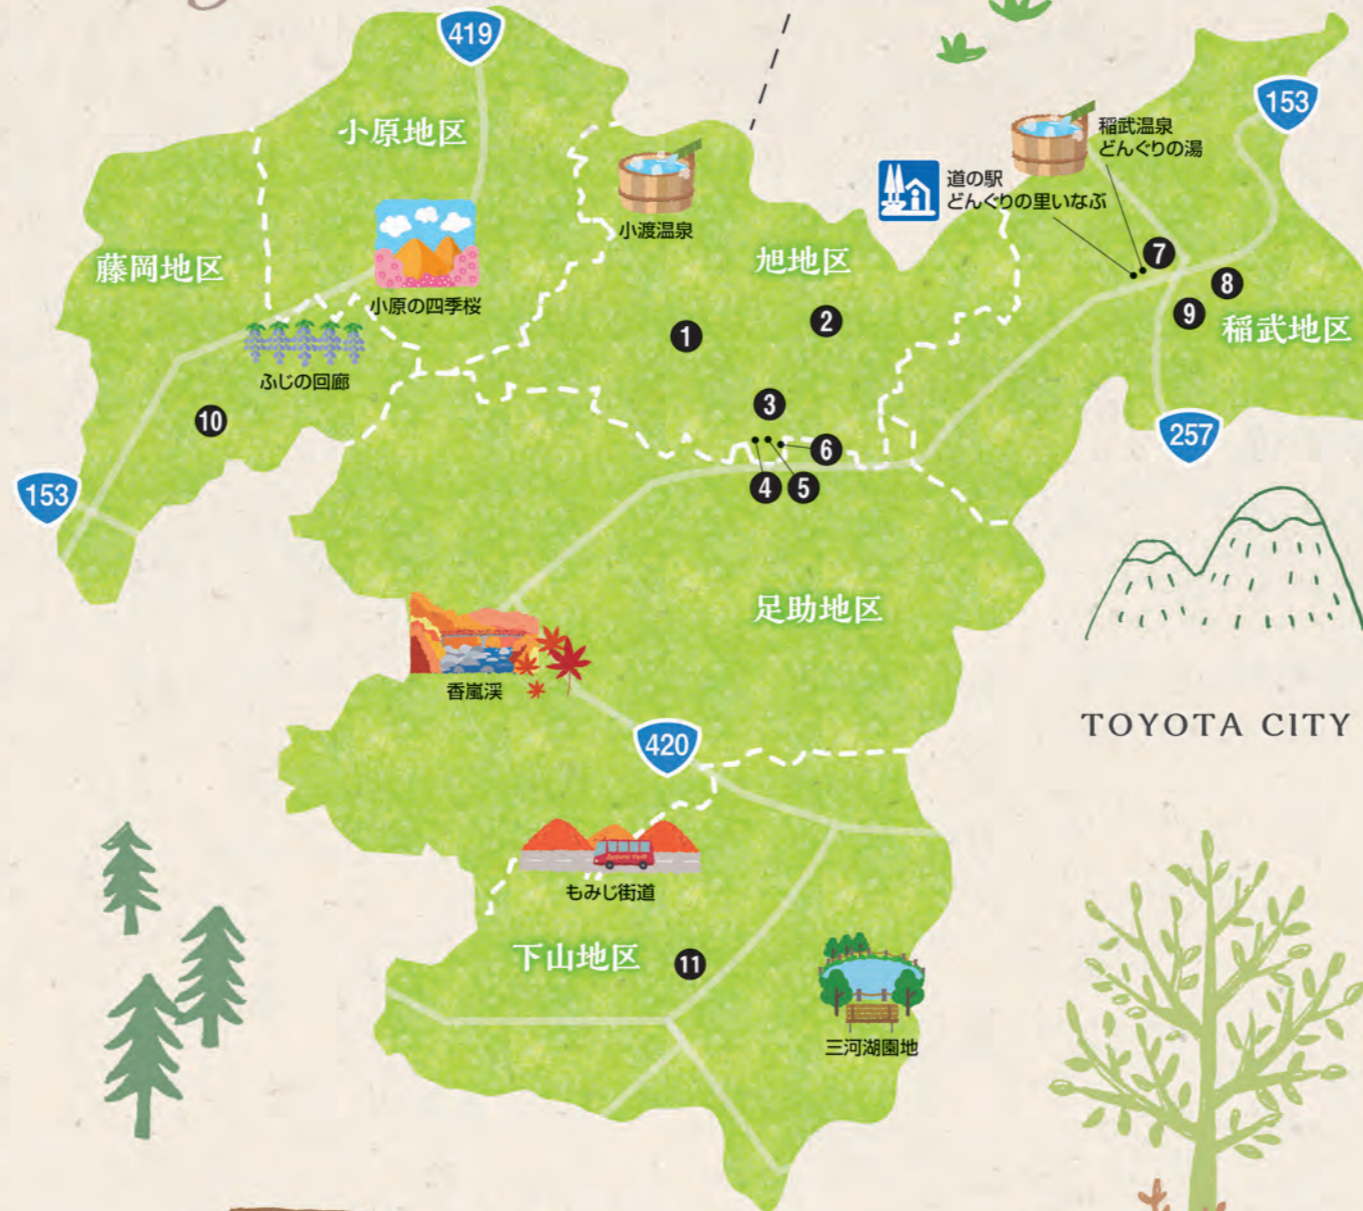 419
小原地区
153
稲武温泉
どんぐりの湯
道の駅
どんぐりの里いなぶ
小渡温泉
藤岡地区
旭地区
小原の四季桜
7
8
9
稲武地区
1
2
ふじの回廊
3
10
6
257
153
4
5
足助地区
香嵐渓
TOYOTA CITY
420
もみじ街道
下山地区
11
三河湖園地